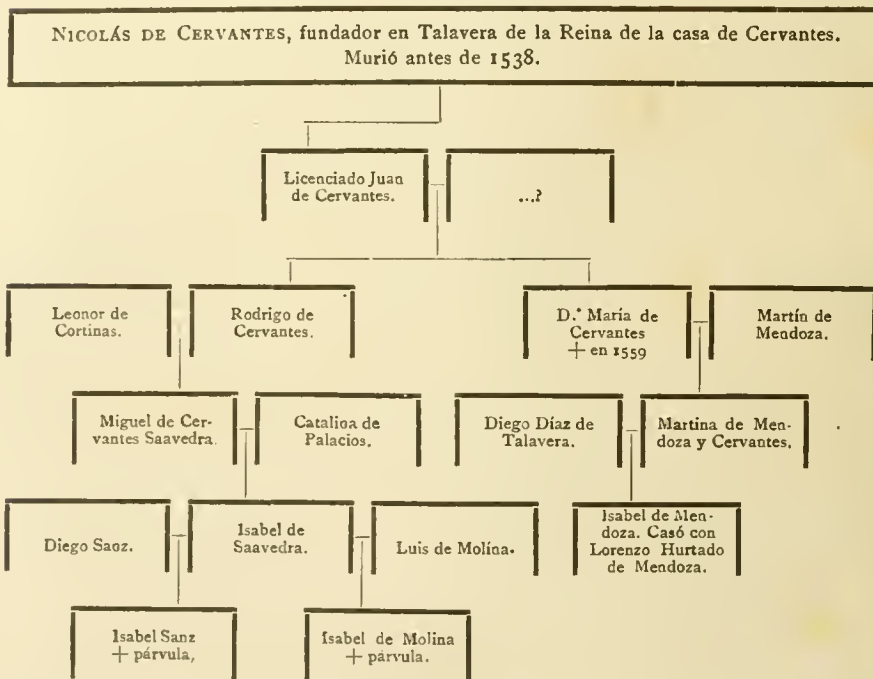 NICOLÁS DE CERVANTES, fundador en Talavera de la Reina de la casa de Cervantes.
Murió antes de 1538.
Licenciado Juan
de Cervantes.
...?
Leonor de
Cortinas.
Rodrigo de
Cervantes.
D.ª María de
Cervantes
+ en 1559
Martín de
Mendoza.
Miguel de Cer-
vantes Saavedra.
Catalina de
Palacios.
Diego Díaz de
Talavera.
Martina de Men-
doza y Cervantes.
Diego Sanz.
Isabel de
Saavedra.
Luis de Molína.
Isabel de Men-
doza. Casó con
Lorenzo Hurtado
de Mendoza.
Isabel Sanz
+ párvula,
Isabel de Molina
+ párvula.